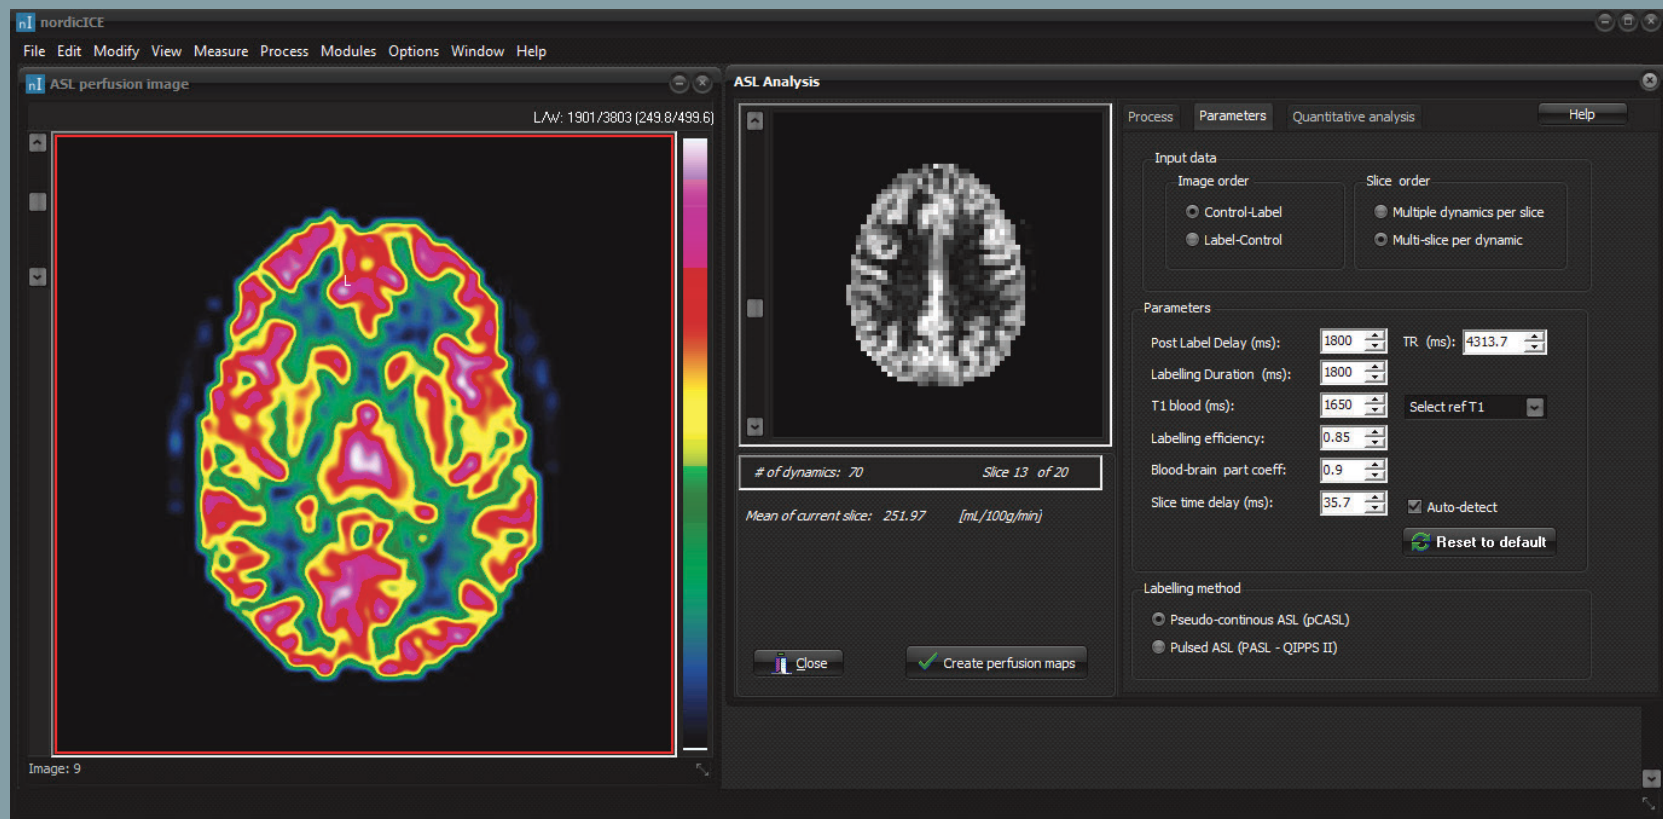 nI nordicICE
File Edit Modify View Measure Process Modules Options Window Help
nI ASL perfusion image
L/W: 1901/3803 (249.8/499.6)
L
Image: 9
ASL Analysis
# of dynamics: 70 Slice 13 of 20
Mean of current slice: 251.97 [mL/100g/min]
Close Create perfusion maps
Process Parameters Quantitative analysis Help
Input data
Image order
Control-Label
Label-Control
Slice order
Multiple dynamics per slice
Multi-slice per dynamic
Parameters
Post Label Delay (ms): 1800 TR (ms): 4313.7
Labelling Duration (ms): 1800
T1 blood (ms): 1650 Select ref T1
Labelling efficiency: 0.85
Blood-brain part coeff: 0.9
Slice time delay (ms): 35.7 Auto-detect
Reset to default
Labelling method
Pseudo-continous ASL (pCASL)
Pulsed ASL (PASL - QIPPS II)